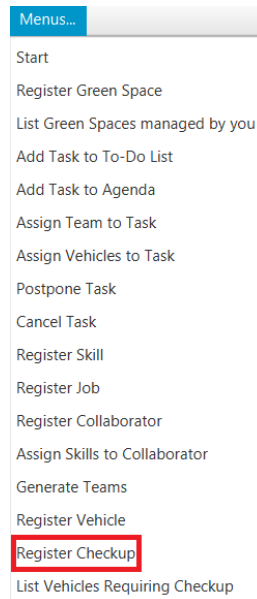 Menus...
Start
Register Green Space
List Green Spaces managed by you
Add Task to To-Do List
Add Task to Agenda
Assign Team to Task
Assign Vehicles to Task
Postpone Task
Cancel Task
Register Skill
Register Job
Register Collaborator
Assign Skills to Collaborator
Generate Teams
Register Vehicle
Register Checkup
List Vehicles Requiring Checkup